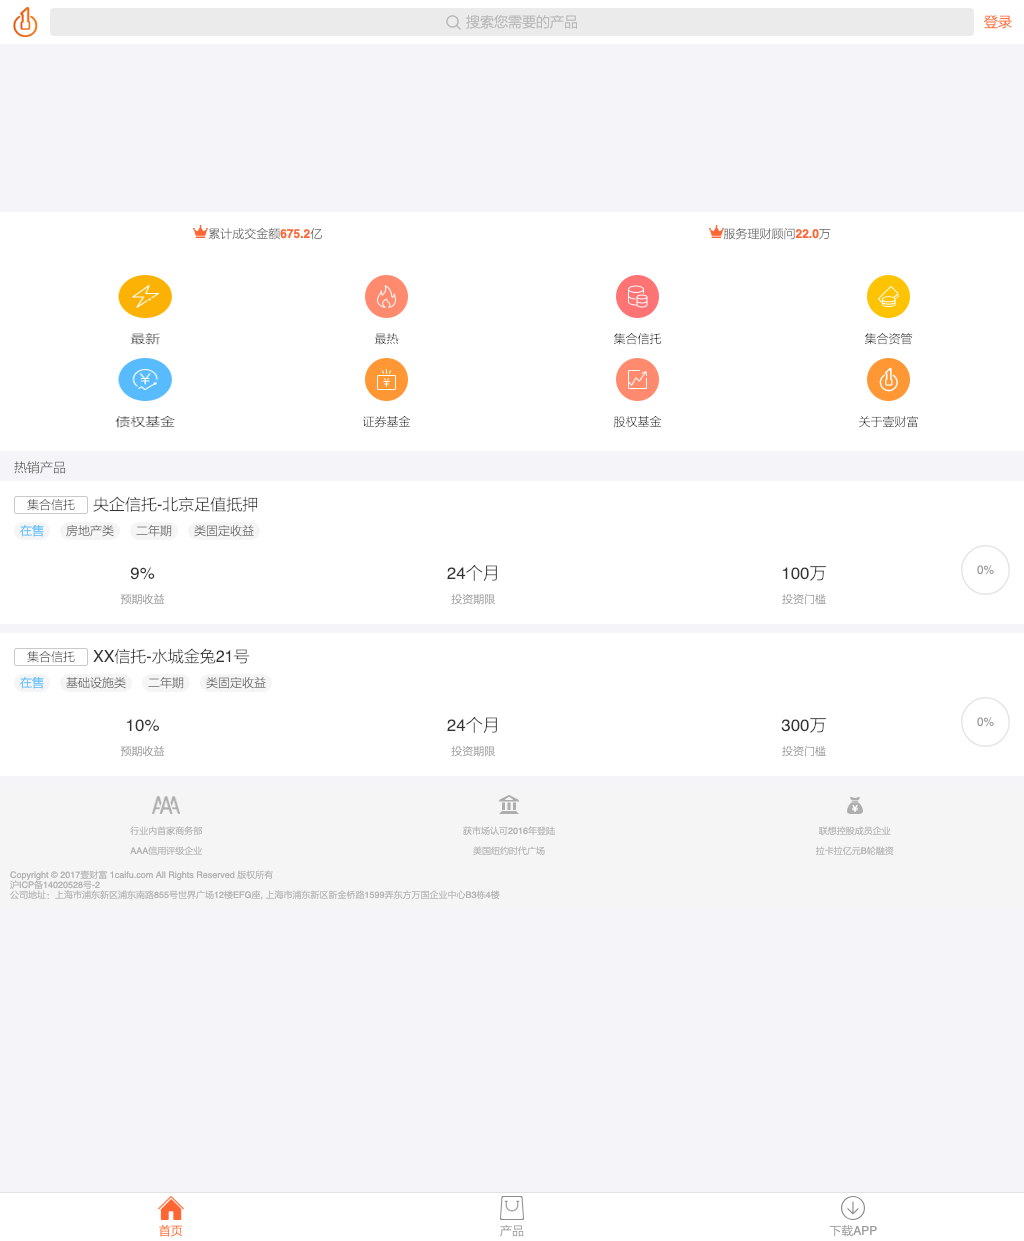 搜索您需要的产品
登录
累计成交金额675.2亿
服务理财顾问22.0万
最新
最热
集合信托
集合资管
债权基金
证券基金
股权基金
关于壹财富
热销产品
集合信托 央企信托-北京足值抵押
在售 房地产类 二年期 类固定收益
9%
24个月
100万
0%
预期收益
投资期限
投资门槛
集合信托 XX信托-水城金兔21号
在售 基础设施类 二年期 类固定收益
10%
24个月
300万
0%
预期收益
投资期限
投资门槛
行业内首家商务部
AAA信用评级企业
获市场认可2016年登陆
美国纽约时代广场
联想控股成员企业
拉卡拉亿元B轮融资
Copyright © 2017壹财富 1caifu.com All Rights Reserved 版权所有
沪ICP备14020528号-2
公司地址：上海市浦东新区浦东南路855号世界广场12楼EFG座, 上海市浦东新区新金桥路1599弄东方万国企业中心B3栋4楼
首页
产品
下载APP